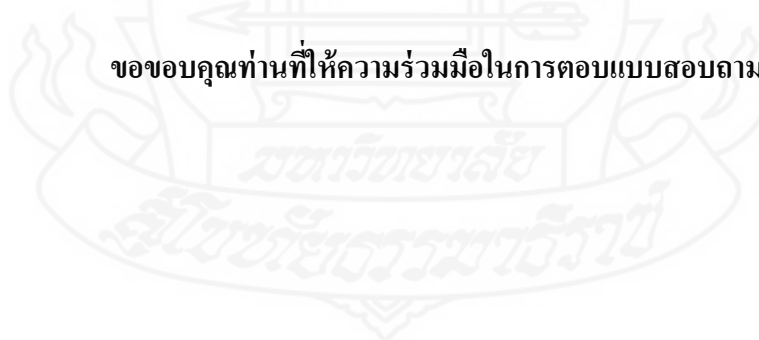 ขอขอบคุณท่านที่ให้ความร่วมมือในการตอบแบบสอบถาม
มหาวิทยาลัย
สุโขทัยธรรมาธิราช